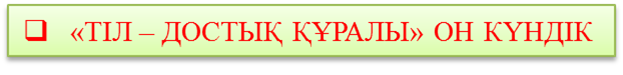 ❑ «ТІЛ – ДОСТЫҚ ҚҰРАЛЫ» ОН КҮНДІК